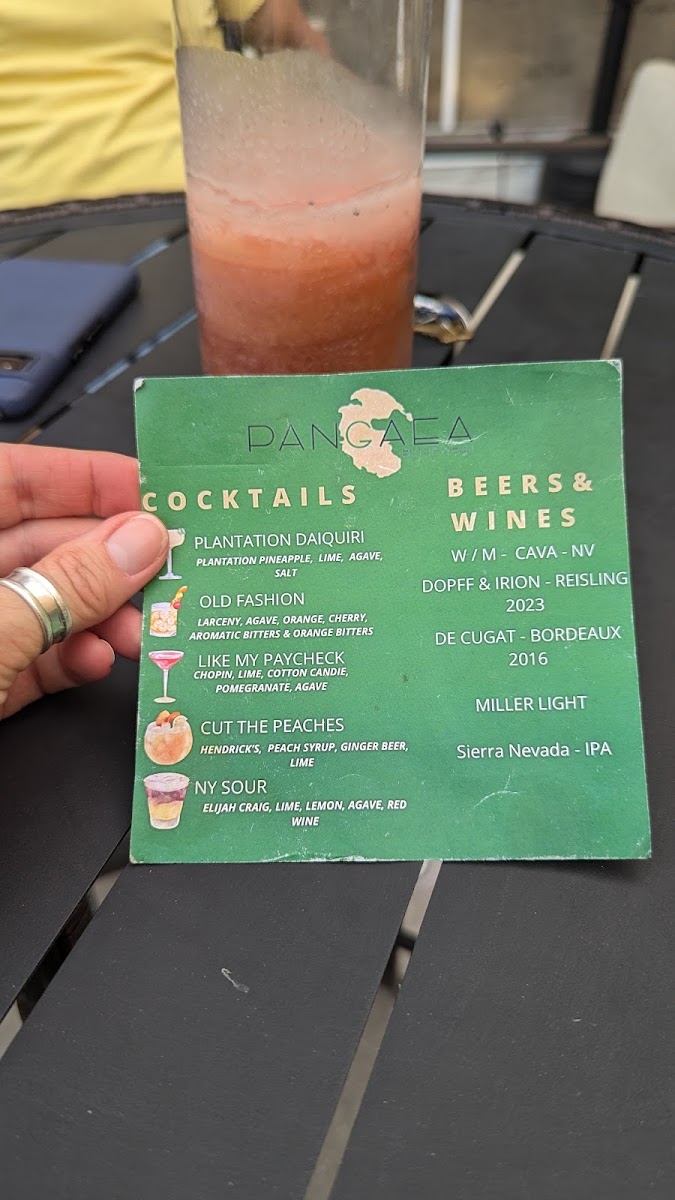 PANGAEA
COCKTAILS
PLANTATION DAIQUIRI
PLANTATION PINEAPPLE, LIME, AGAVE,
SALT
OLD FASHION
LARCENY, AGAVE, ORANGE, CHERRY,
AROMATIC BITTERS & ORANGE BITTERS
LIKE MY PAYCHECK
CHOPIN, LIME, COTTON CANDIE,
POMEGRANATE, AGAVE
CUT THE PEACHES
HENDRICK'S, PEACH SYRUP, GINGER BEER,
LIME
NY SOUR
ELIJAH CRAIG, LIME, LEMON, AGAVE, RED
WINE
BEERS&
WINES
W / M - CAVA - NV
DOPFF & IRION - REISLING
2023
DE CUGAT - BORDEAUX
2016
MILLER LIGHT
Sierra Nevada - IPA